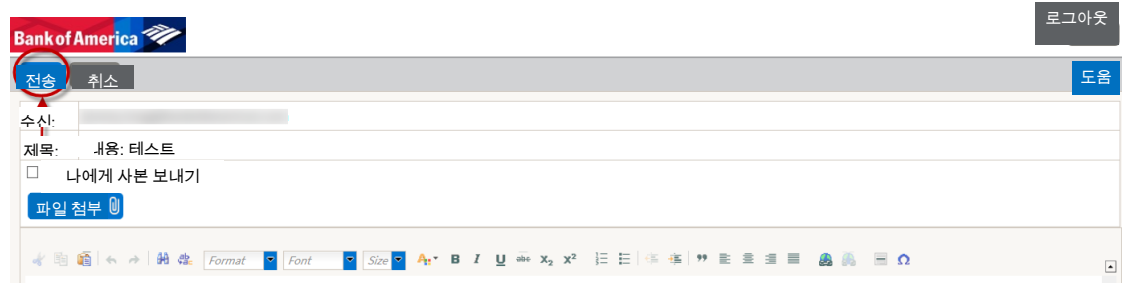 로그아웃
Bank of America
전송 취소 도움
수신:
제목: 내용: 테스트
나에게 사본 보내기
파일 첨부
Format Font Size A B I U abc X₂ X² Ω